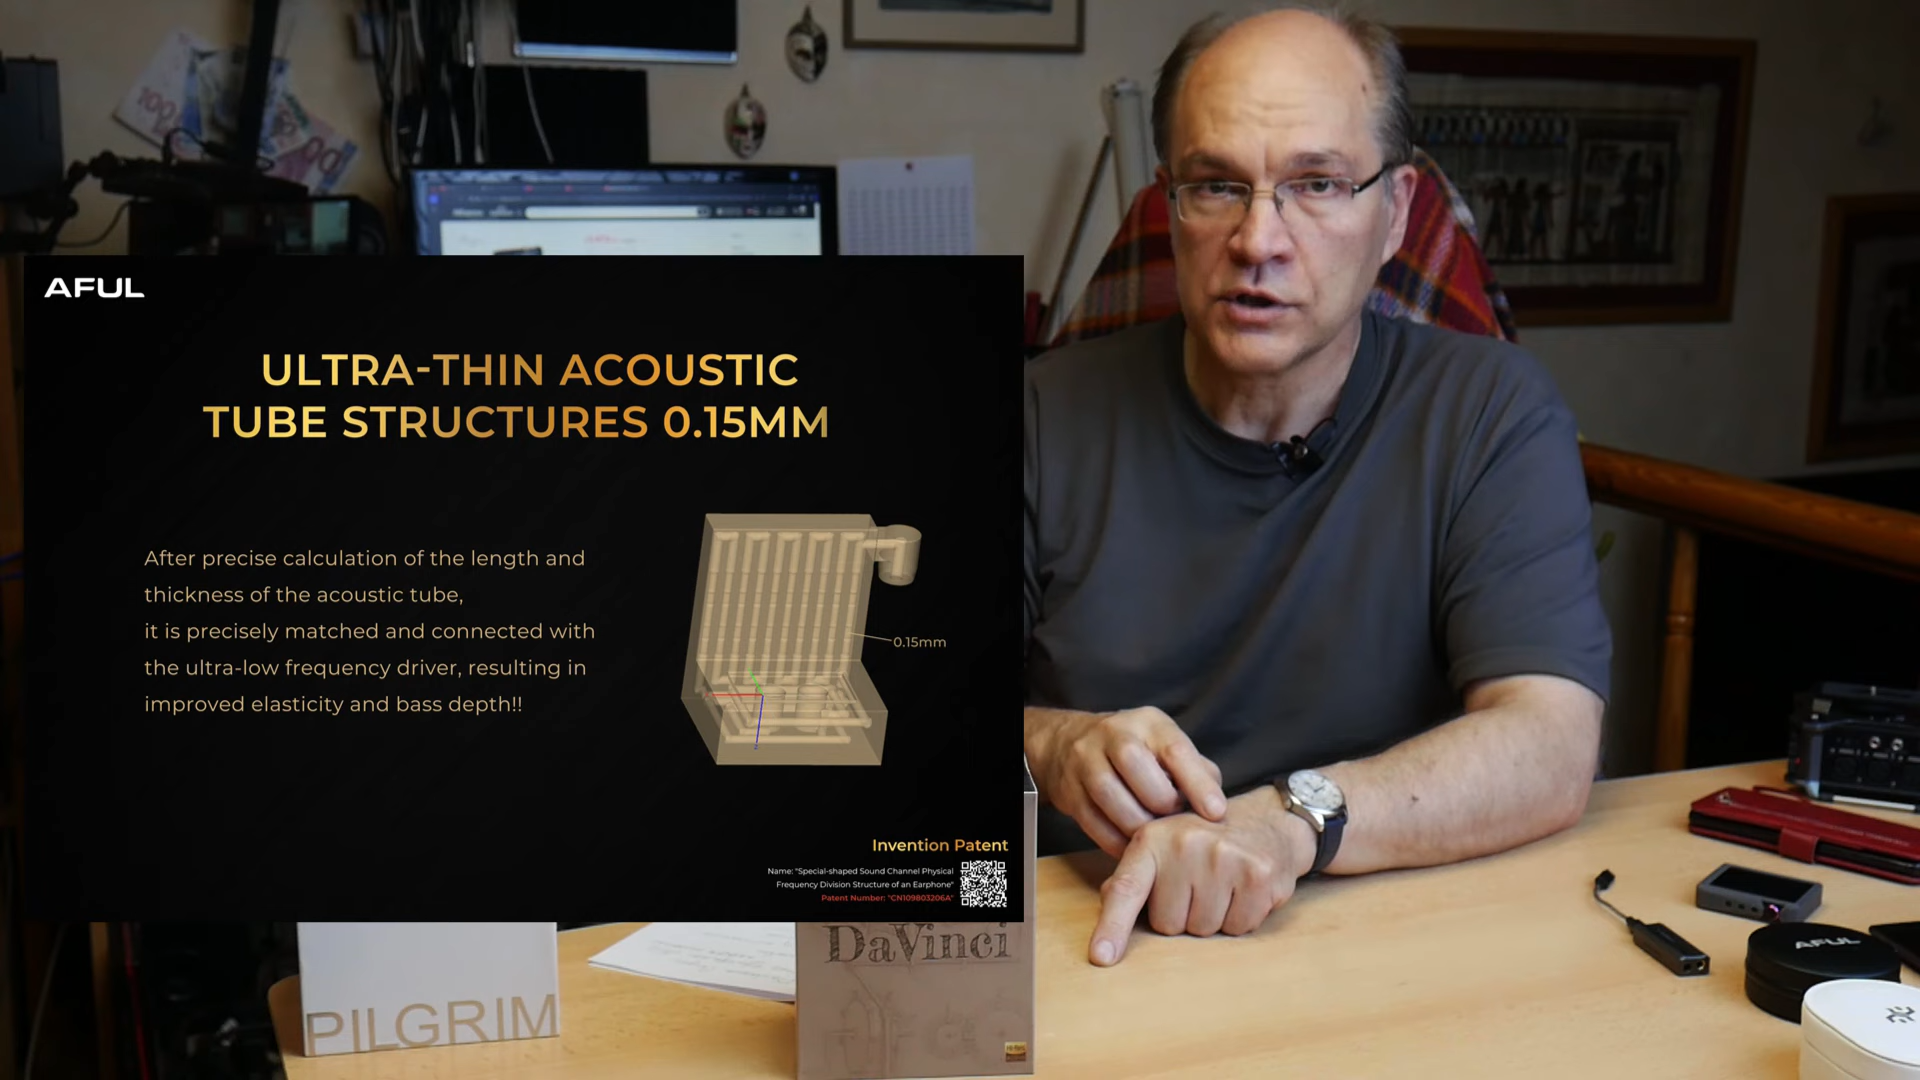 100
AFUL
ULTRA-THIN ACOUSTIC
TUBE STRUCTURES 0.15MM
After precise calculation of the length and
thickness of the acoustic tube,
it is precisely matched and connected with
the ultra-low frequency driver, resulting in
improved elasticity and bass depth!!
0.15mm
Invention Patent
Name: "Special-shaped Sound Channel Physical
Frequency Division Structure of an Earphone"
Patent Number: "CN109803206A"
PILGRIM
DaVinci
AFUL